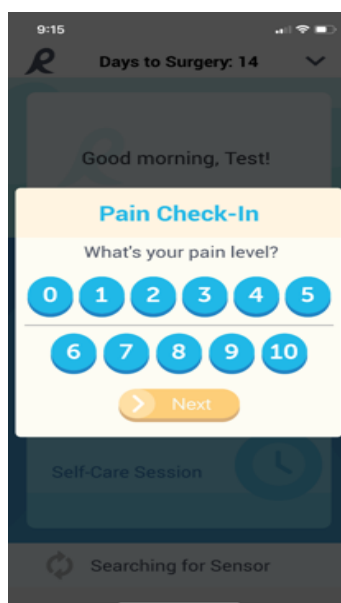 9:15
R Days to Surgery: 14
Good morning, Test!
Pain Check-In
What's your pain level?
0 1 2 3 4 5
6 7 8 9 10
Next
Self-Care Session
Searching for Sensor